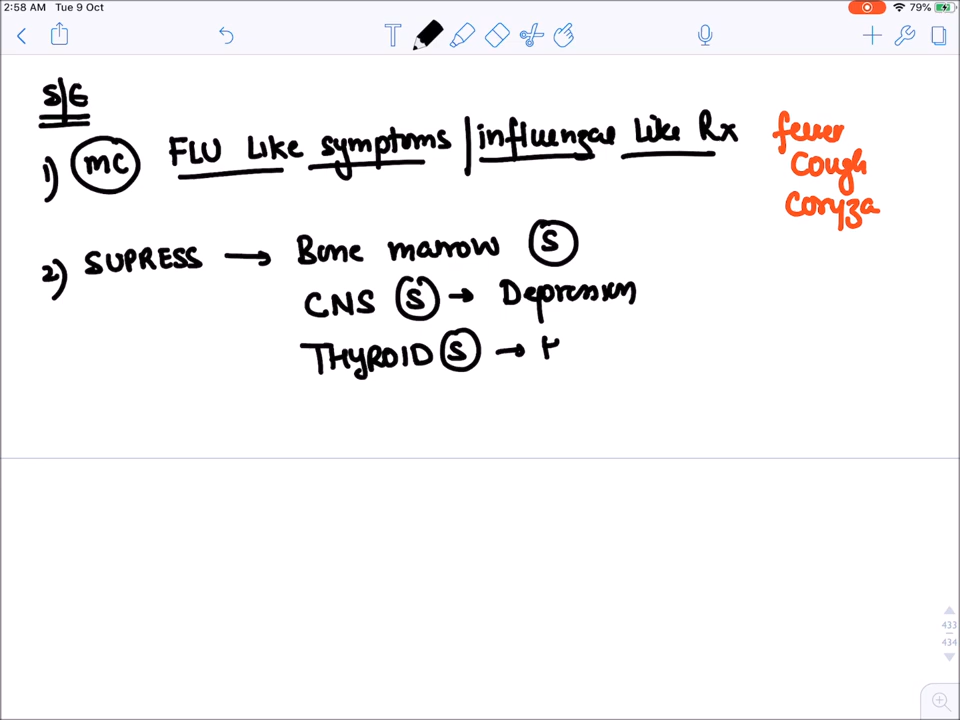 2:58 AM Tue 9 Oct 79%
T
S/E
1) MC FLU Like symptoms | influenzae like Rx
fever
Cough
Coryza
2) SUPRESS → Bone marrow S
CNS S → Depression
THYROID S → H
433
434